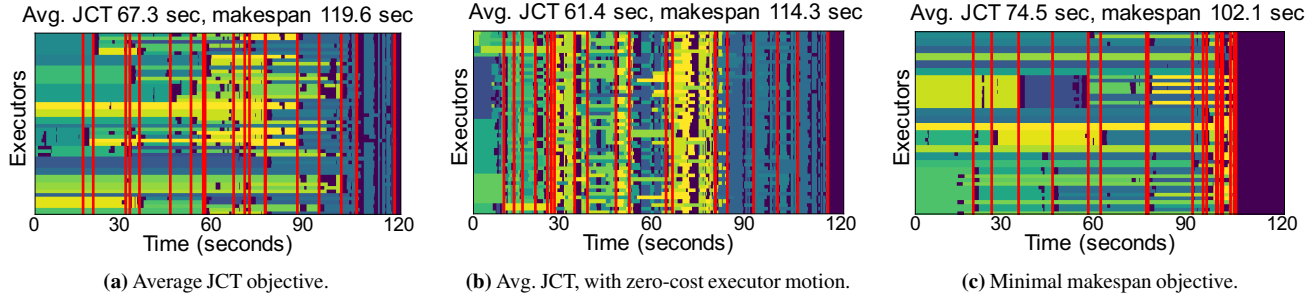 Avg. JCT 67.3 sec, makespan 119.6 sec
Executors
0 30 60 90 120
Time (seconds)
(a) Average JCT objective.
Avg. JCT 61.4 sec, makespan 114.3 sec
Executors
0 30 60 90 120
Time (seconds)
(b) Avg. JCT, with zero-cost executor motion.
Avg. JCT 74.5 sec, makespan 102.1 sec
Executors
0 30 60 90 120
Time (seconds)
(c) Minimal makespan objective.